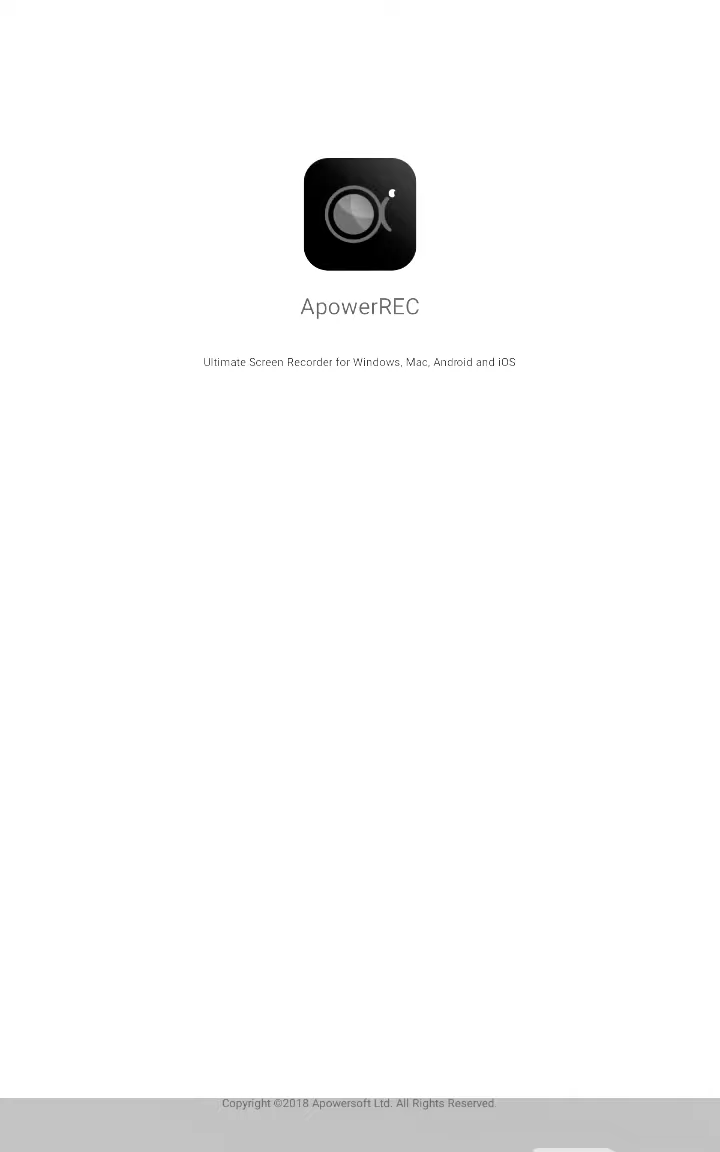 ApowerREC
Ultimate Screen Recorder for Windows, Mac, Android and iOS
Copyright ©2018 Apowersoft Ltd. All Rights Reserved.